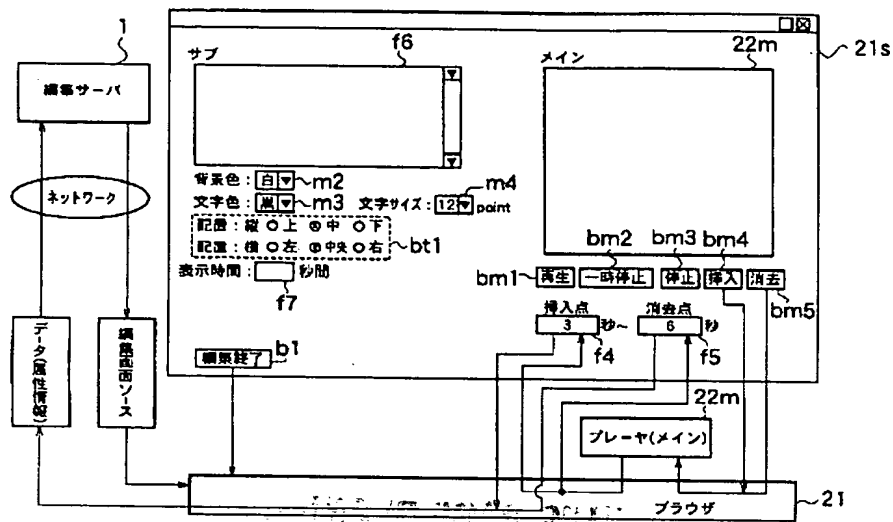 1
編集サーバ
ネットワーク
データ(属性情報)
編集画面ソース
21s
サブ
f6
メイン
22m
背景色：白
m2
文字色：黒
m3
文字サイズ：12 point
m4
配置：縦 上 中 下
配置：横 左 中央 右
bt1
表示時間： 秒間
f7
bm1
再生
bm2
一時停止
bm3
停止
bm4
挿入
消去
bm5
挿入点
3 秒～
f4
消去点
6 秒
f5
編集終了
b1
22m
プレーヤ(メイン)
ブラウザ
21